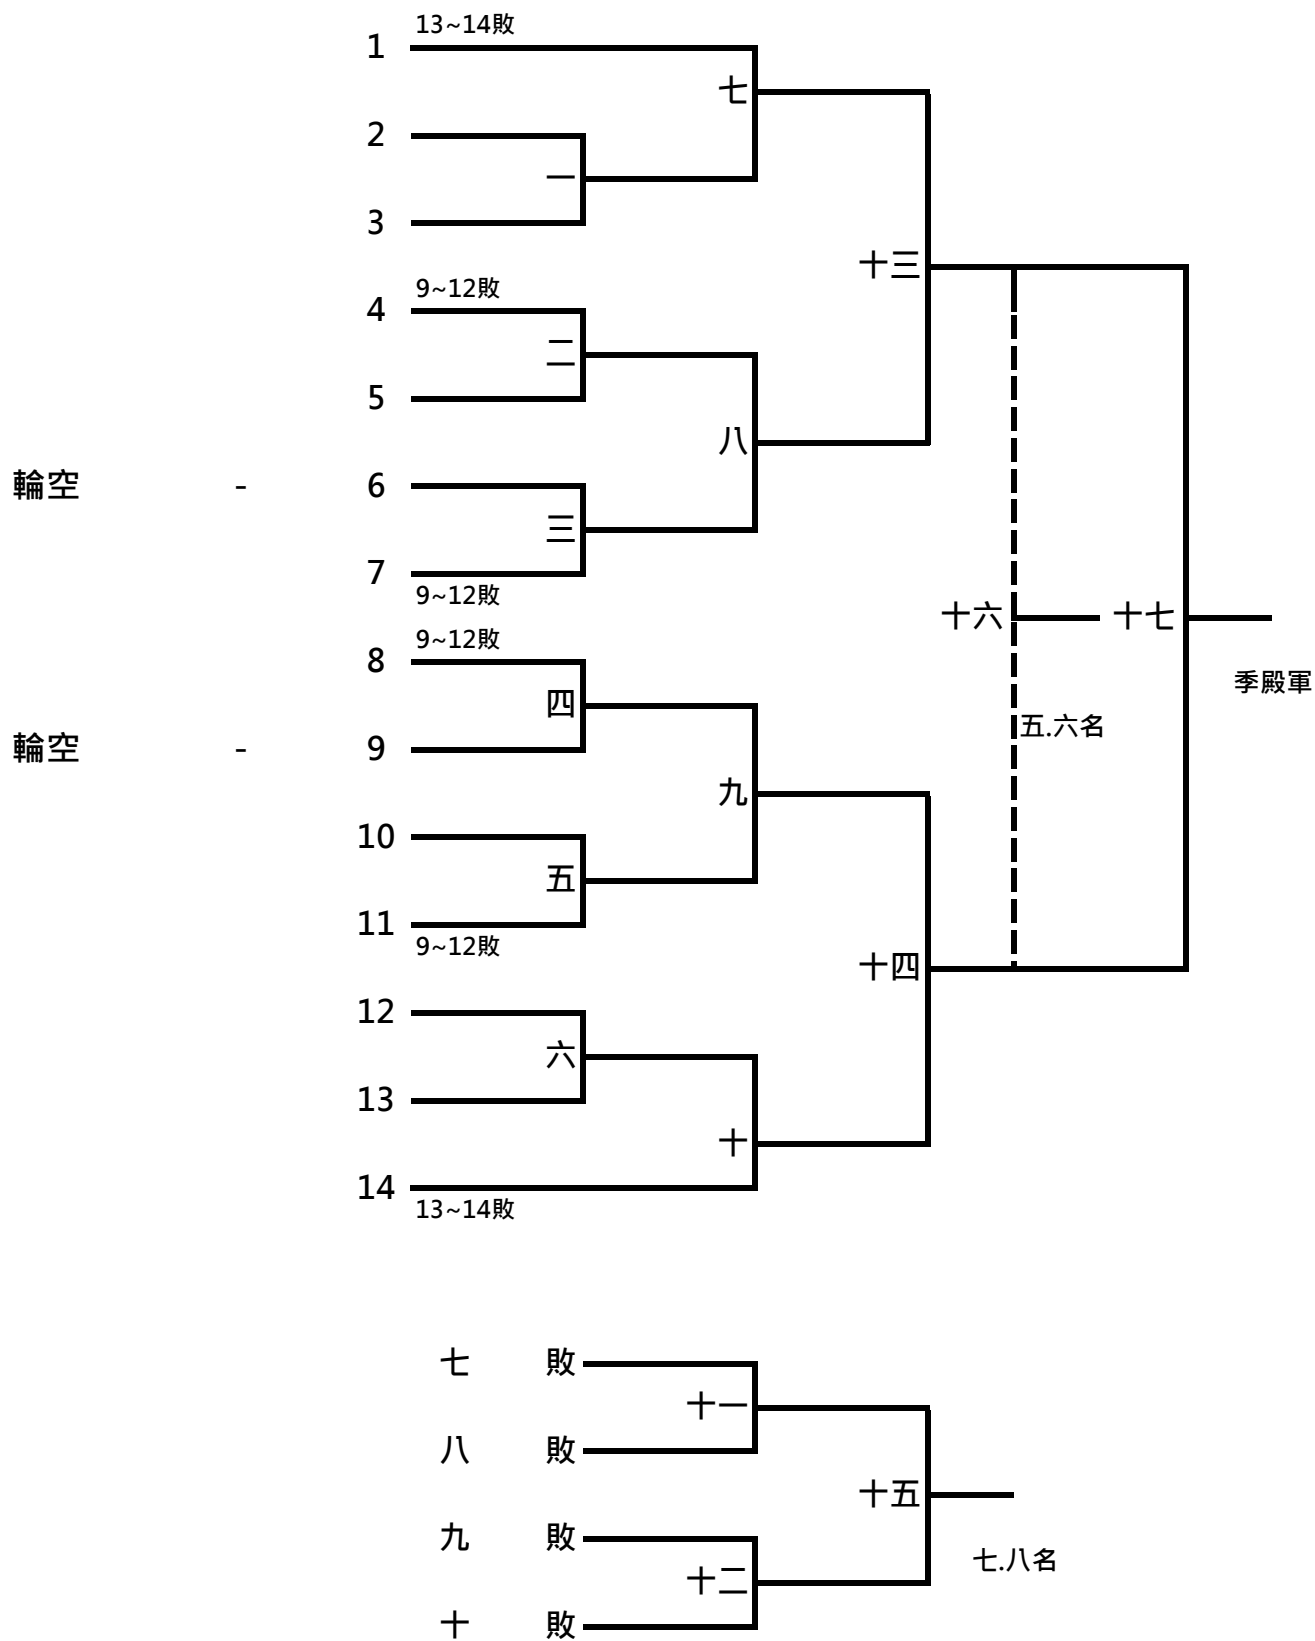 13~14敗
1
七
2
一
3
十三
9~12敗
4
二
5
八
輪空 - 6
三
7
9~12敗
十六 十七
9~12敗
8
季殿軍
四
五.六名
輪空 - 9
九
10
五
11
9~12敗
十四
12
六
13
十
14
13~14敗
七 敗
十一
八 敗
十五
九 敗
七.八名
十二
十 敗